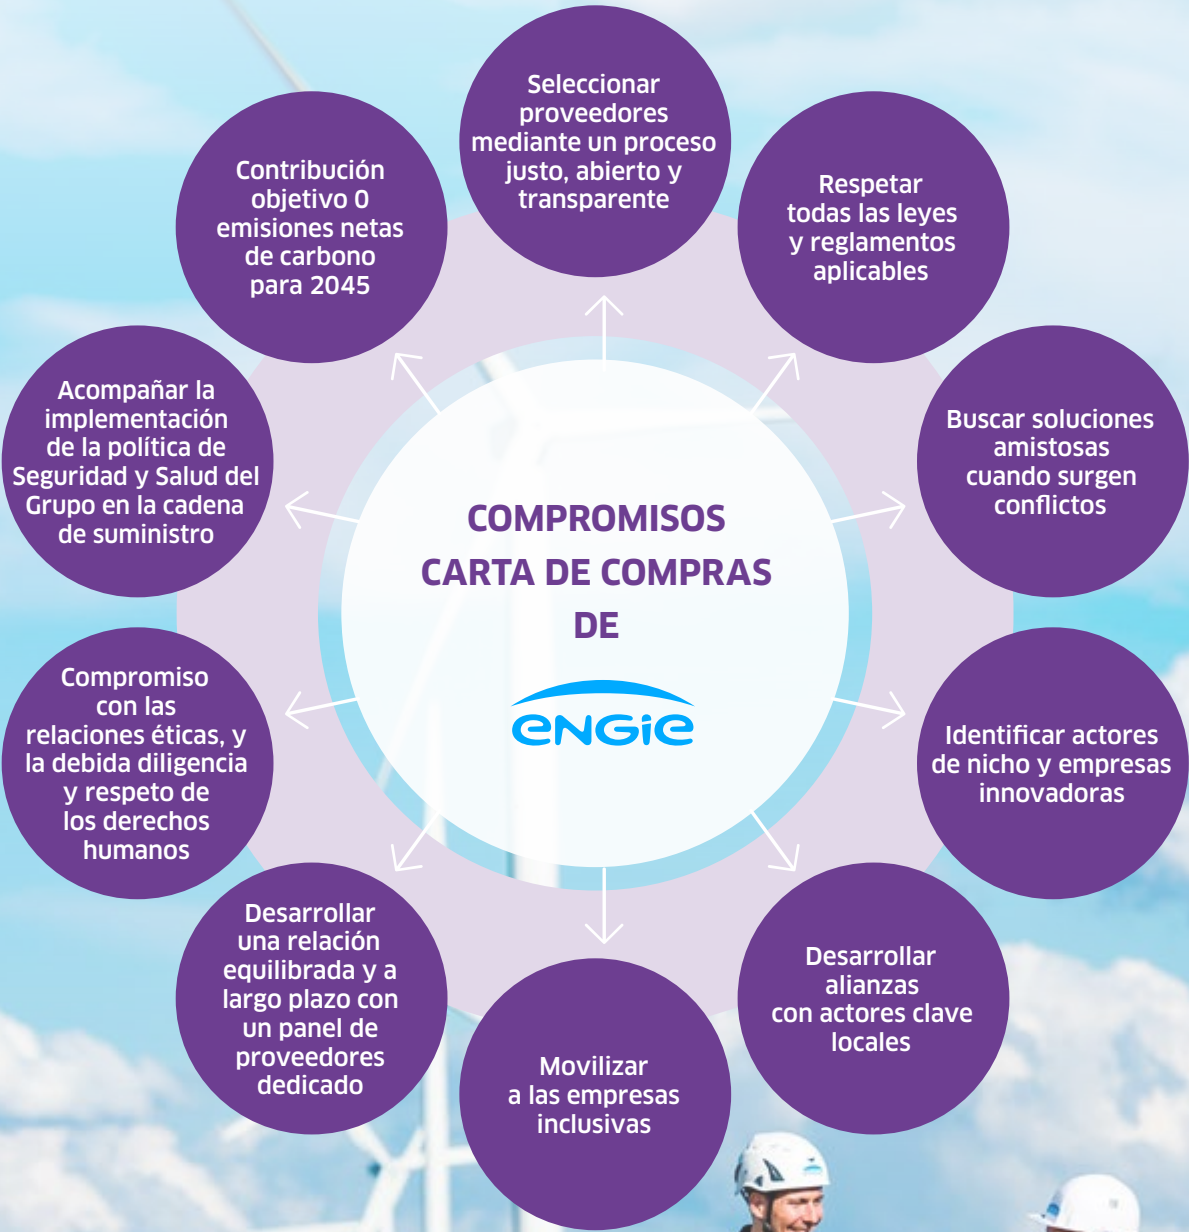 Seleccionar
proveedores
mediante un proceso
justo, abierto y
transparente
Respetar
todas las leyes
y reglamentos
aplicables
Buscar soluciones
amistosas
cuando surgen
conflictos
Identificar actores
de nicho y empresas
innovadoras
Desarrollar
alianzas
con actores clave
locales
Movilizar
a las empresas
inclusivas
Desarrollar
una relación
equilibrada y a
largo plazo con
un panel de
proveedores
dedicado
Compromiso
con las
relaciones éticas, y
la debida diligencia
y respeto de
los derechos
humanos
Acompañar la
implementación
de la política de
Seguridad y Salud del
Grupo en la cadena
de suministro
Contribución
objetivo 0
emisiones netas
de carbono
para 2045
COMPROMISOS
CARTA DE COMPRAS
DE
eNGie